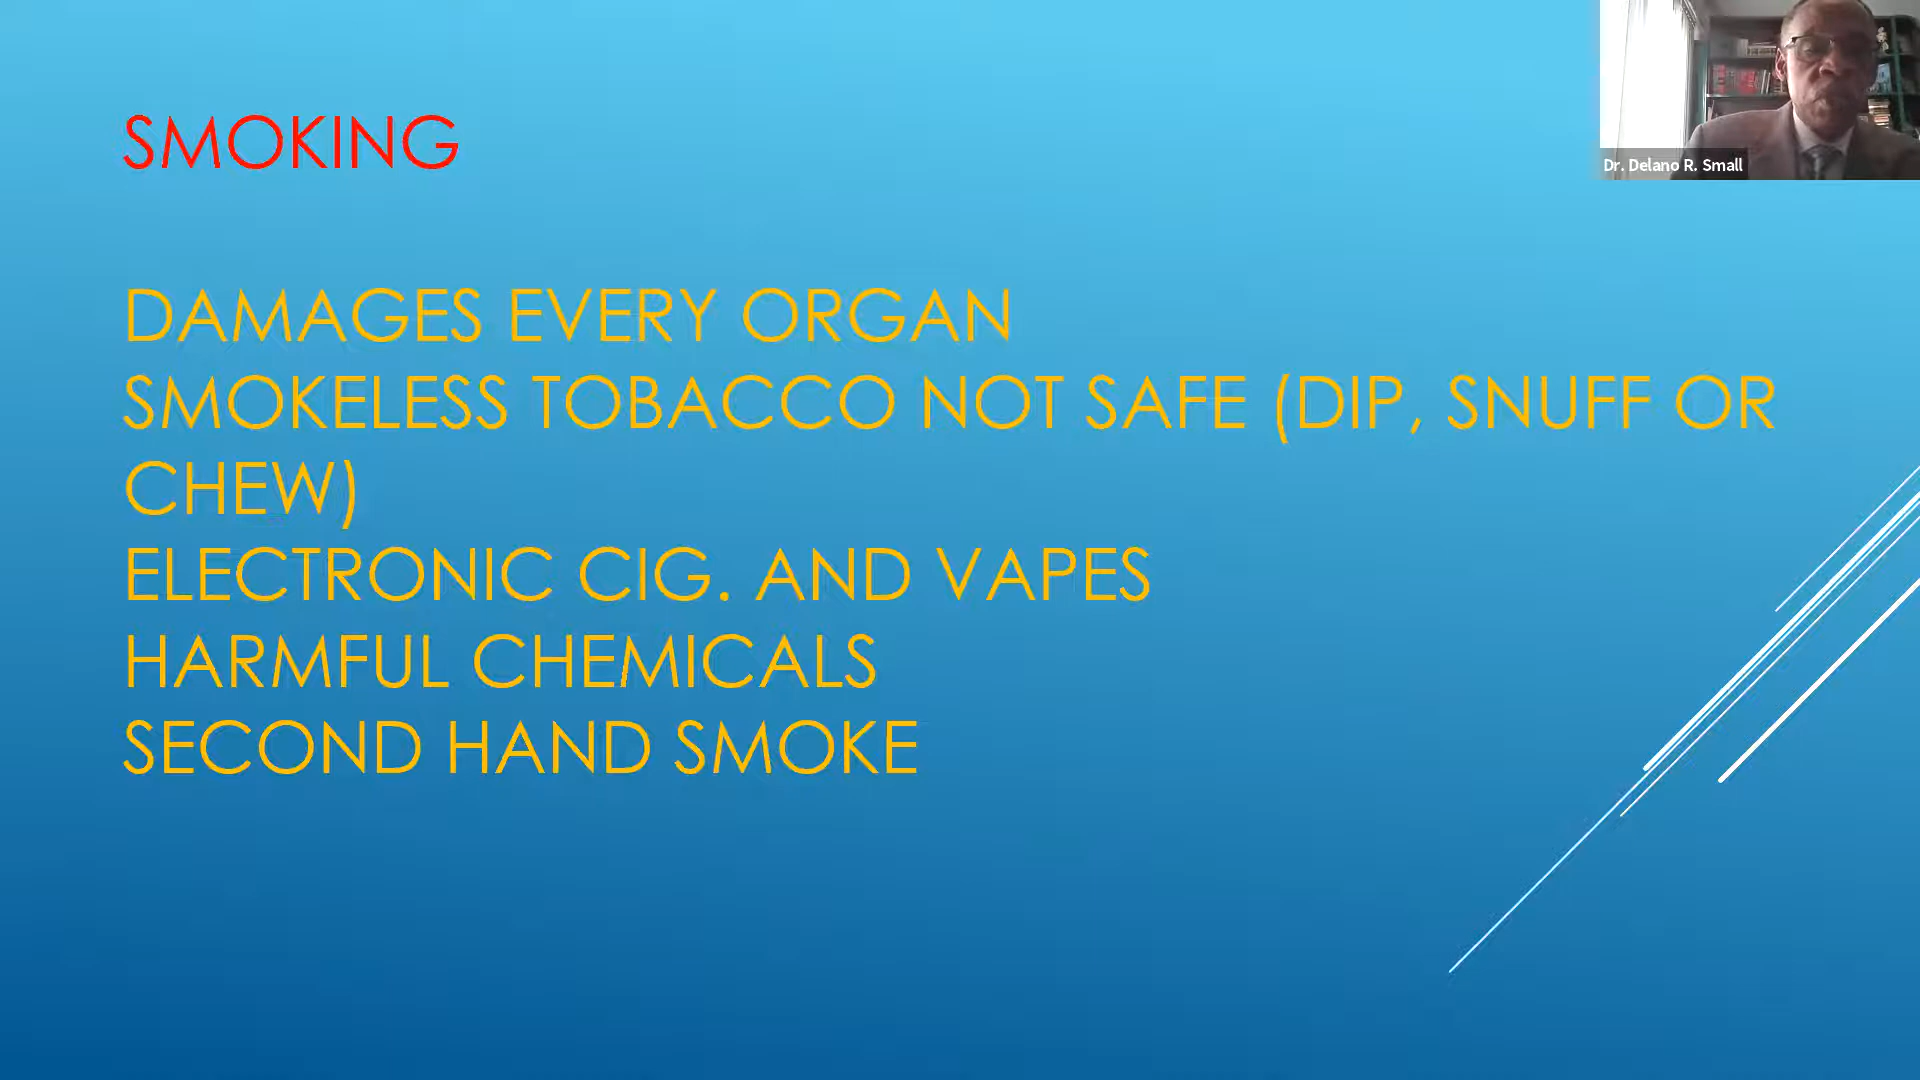 SMOKING
DAMAGES EVERY ORGAN
SMOKELESS TOBACCO NOT SAFE (DIP, SNUFF OR
CHEW)
ELECTRONIC CIG. AND VAPES
HARMFUL CHEMICALS
SECOND HAND SMOKE
Dr. Delano R. Small